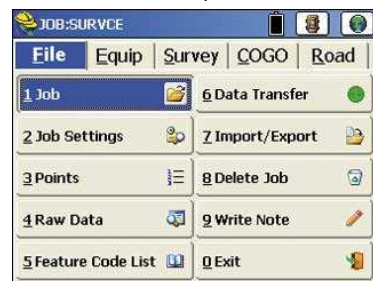 JOB:SURVCE
File Equip Survey COGO Road
1 Job 6 Data Transfer
2 Job Settings 7 Import/Export
3 Points 8 Delete Job
4 Raw Data 9 Write Note
5 Feature Code List 0 Exit